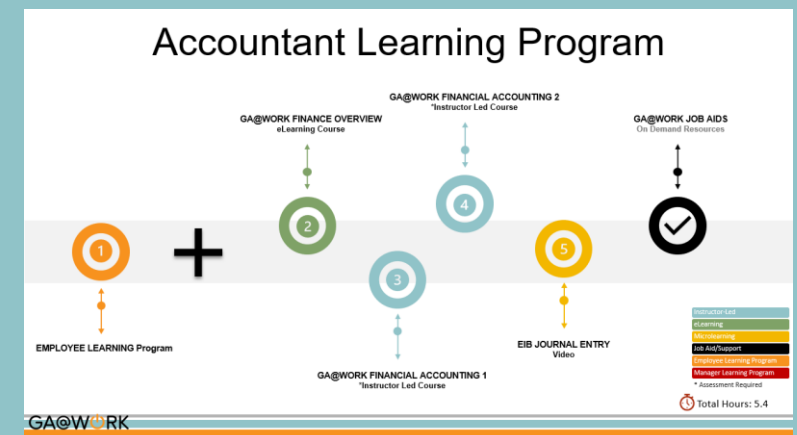 Accountant Learning Program
GA@WORK FINANCIAL ACCOUNTING 2
*Instructor Led Course
GA@WORK FINANCE OVERVIEW
eLearning Course
GA@WORK JOB AIDS
On Demand Resources
1
2
3
4
5
EMPLOYEE LEARNING Program
GA@WORK FINANCIAL ACCOUNTING 1
*Instructor Led Course
EIB JOURNAL ENTRY
Video
Instructor-Led
eLearning
Microlearning
Job Aid/Support
Employee Learning Program
Manager Learning Program
* Assessment Required
Total Hours: 5.4
GA@WORK